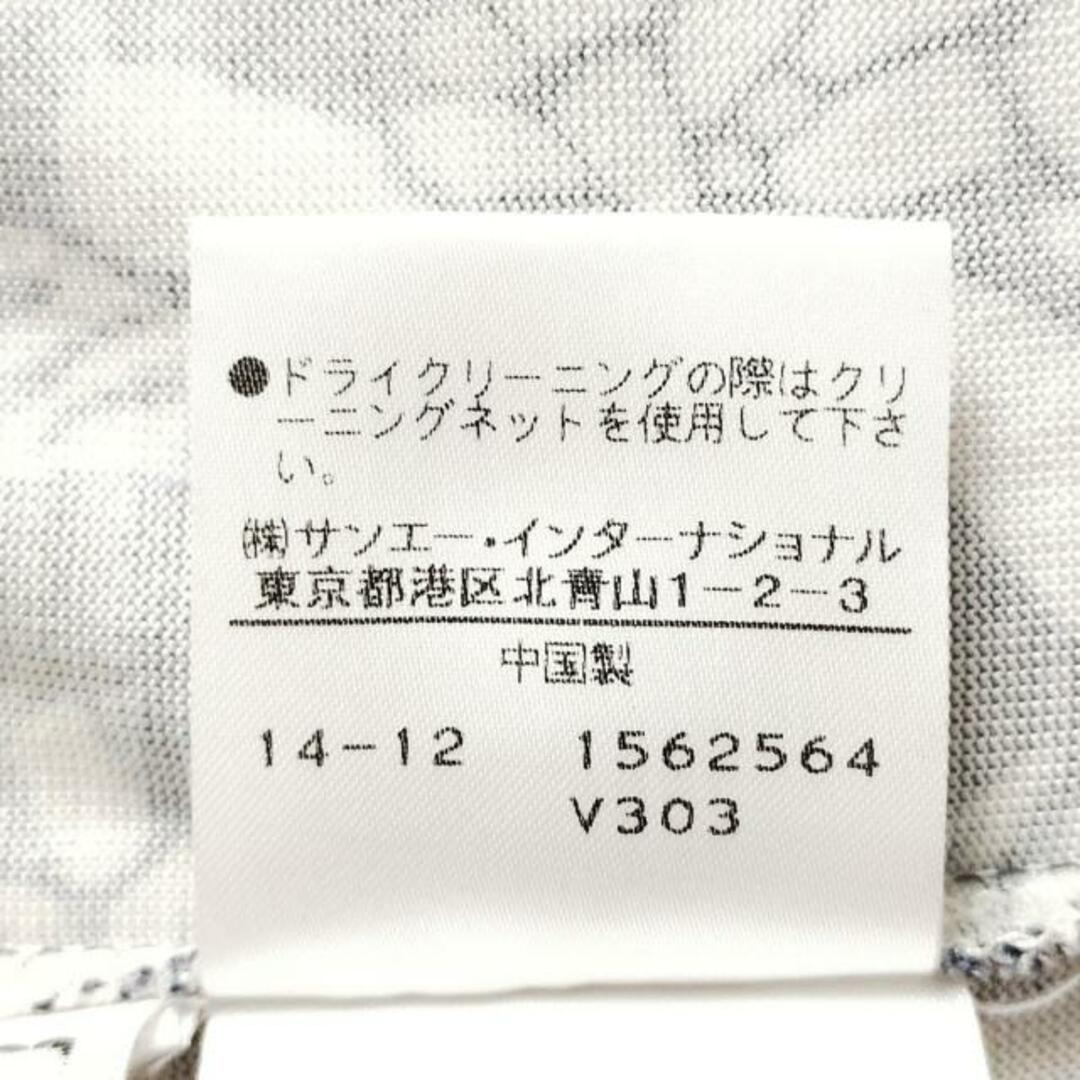 ●ドライクリーニングの際はクリ
ーニングネットを使用して下さ
い。
㈱サンエー・インターナショナル
東京都港区北青山1-2-3
中国製
14-12 1562564
V303